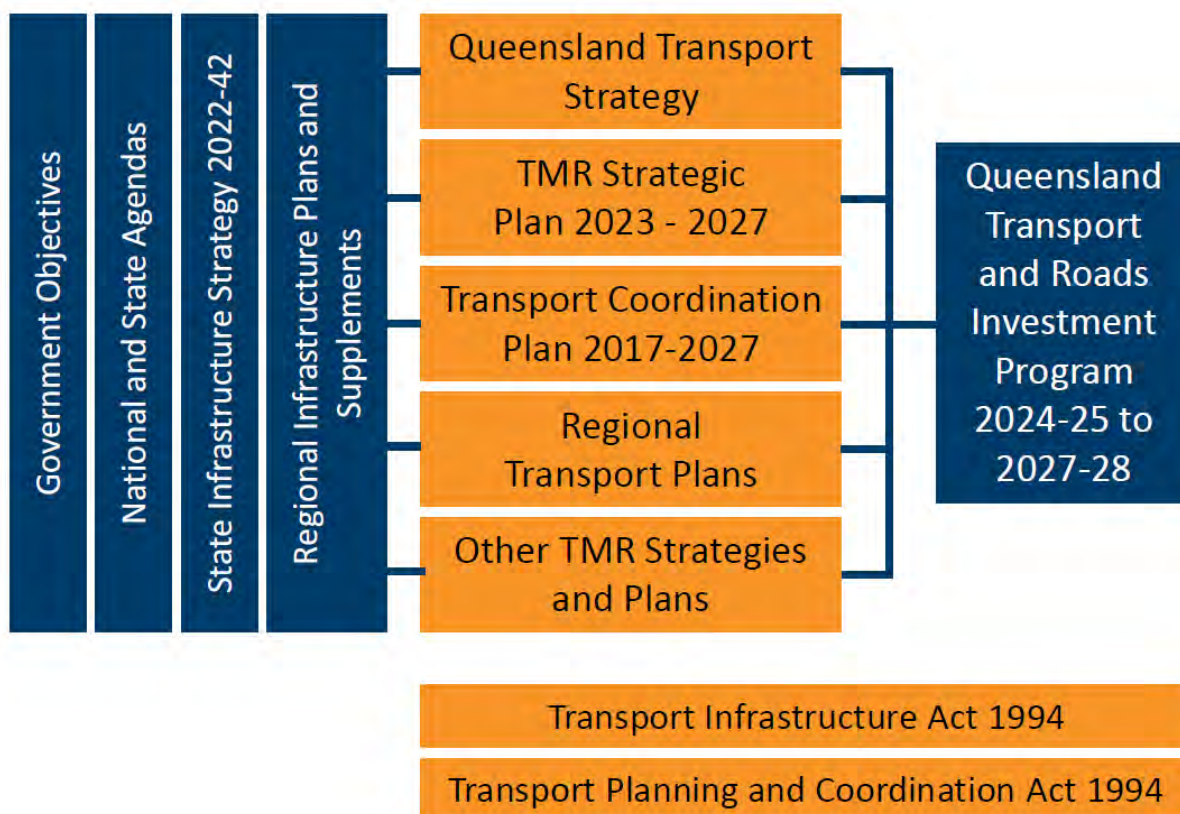 Government Objectives
National and State Agendas
State Infrastructure Strategy 2022-42
Regional Infrastructure Plans and
Supplements
Queensland Transport
Strategy
TMR Strategic
Plan 2023 - 2027
Transport Coordination
Plan 2017-2027
Regional
Transport Plans
Other TMR Strategies
and Plans
Queensland
Transport
and Roads
Investment
Program
2024-25 to
2027-28
Transport Infrastructure Act 1994
Transport Planning and Coordination Act 1994